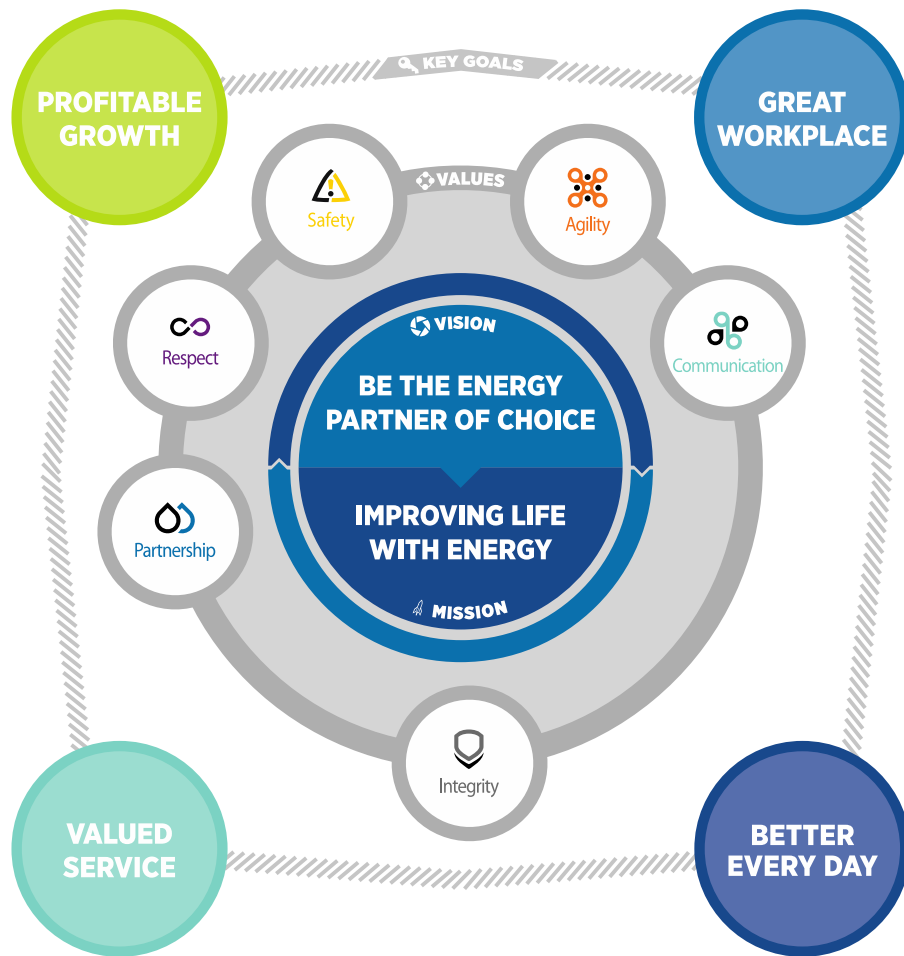 KEY GOALS
PROFITABLE
GROWTH
GREAT
WORKPLACE
VALUES
Safety
Agility
Respect
Communication
VISION
BE THE ENERGY
PARTNER OF CHOICE
IMPROVING LIFE
WITH ENERGY
MISSION
Partnership
Integrity
VALUED
SERVICE
BETTER
EVERY DAY